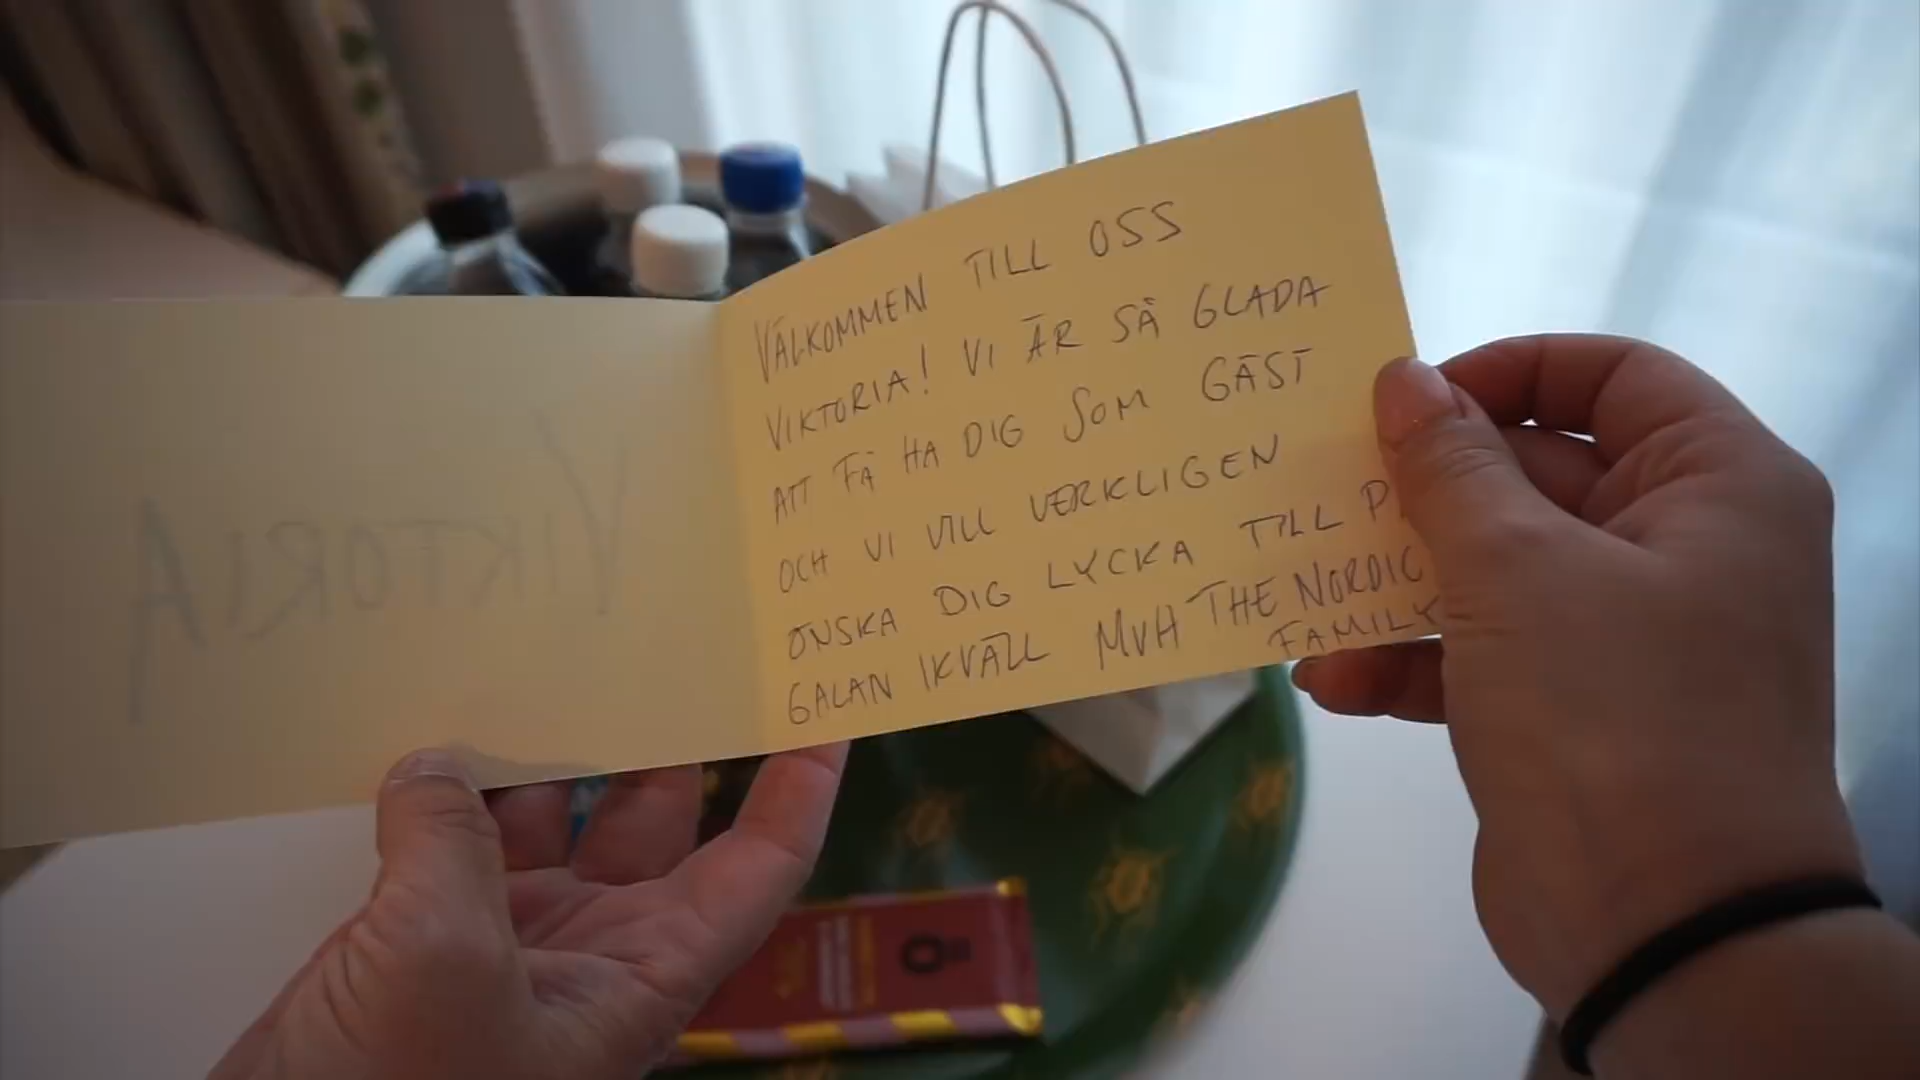 VÄLKOMMEN TILL OSS
VIKTORIA! VI ÄR SÅ GLADA
ATT FÅ HA DIG SOM GÄST
OCH VI VILL VERKLIGEN
ÖNSKA DIG LYCKA TILL
GALAN IKVÄLL MVH THE NORDIC
FAMILY
VIKTORIA